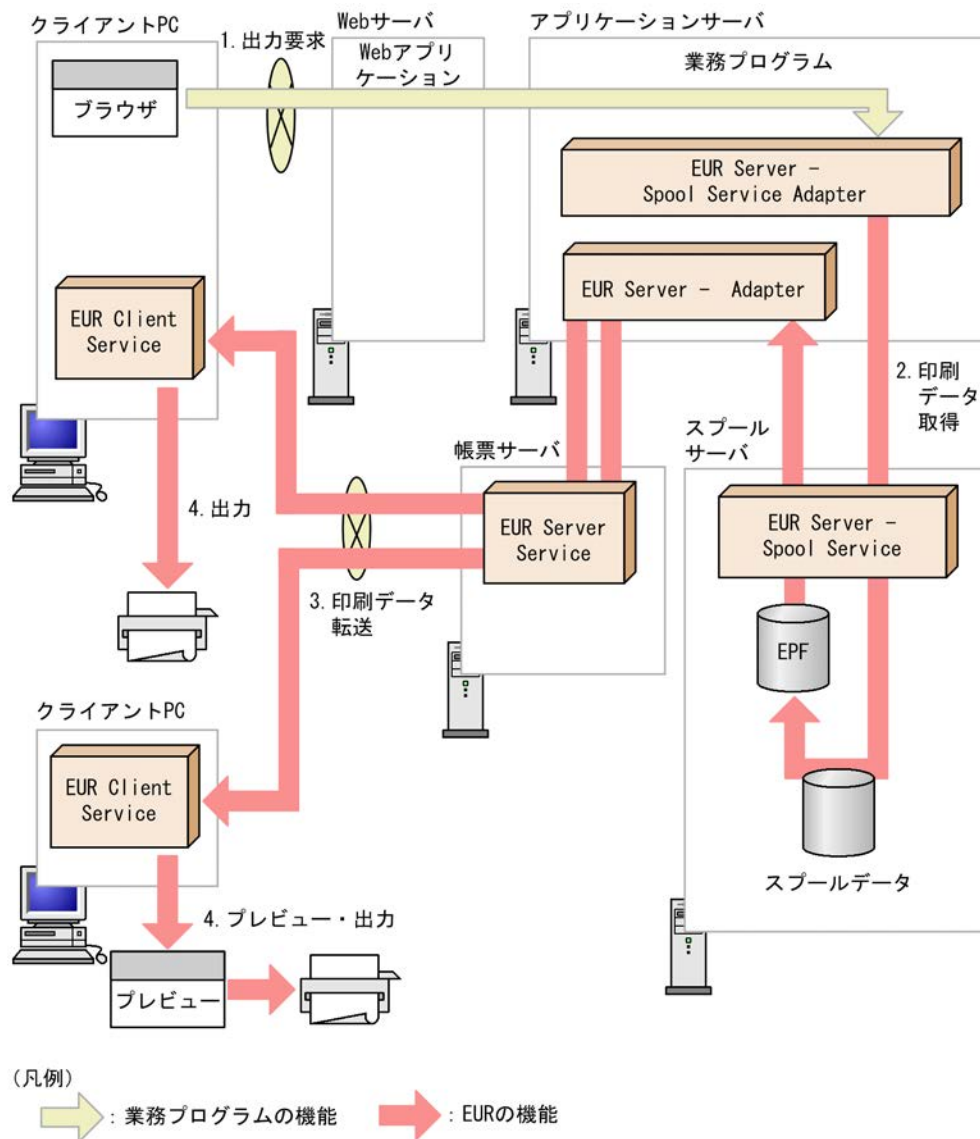 クライアントPC
1.出力要求
Webサーバ
Webアプリ
ケーション
アプリケーションサーバ
業務プログラム
ブラウザ
EUR Server －
Spool Service Adapter
EUR Server － Adapter
EUR Client
Service
2.印刷
データ
取得
スプール
サーバ
帳票サーバ
4.出力
EUR Server
Service
EUR Server －
Spool Service
3.印刷データ
転送
EPF
クライアントPC
EUR Client
Service
スプールデータ
4.プレビュー・出力
プレビュー
(凡例)
：業務プログラムの機能
：EURの機能